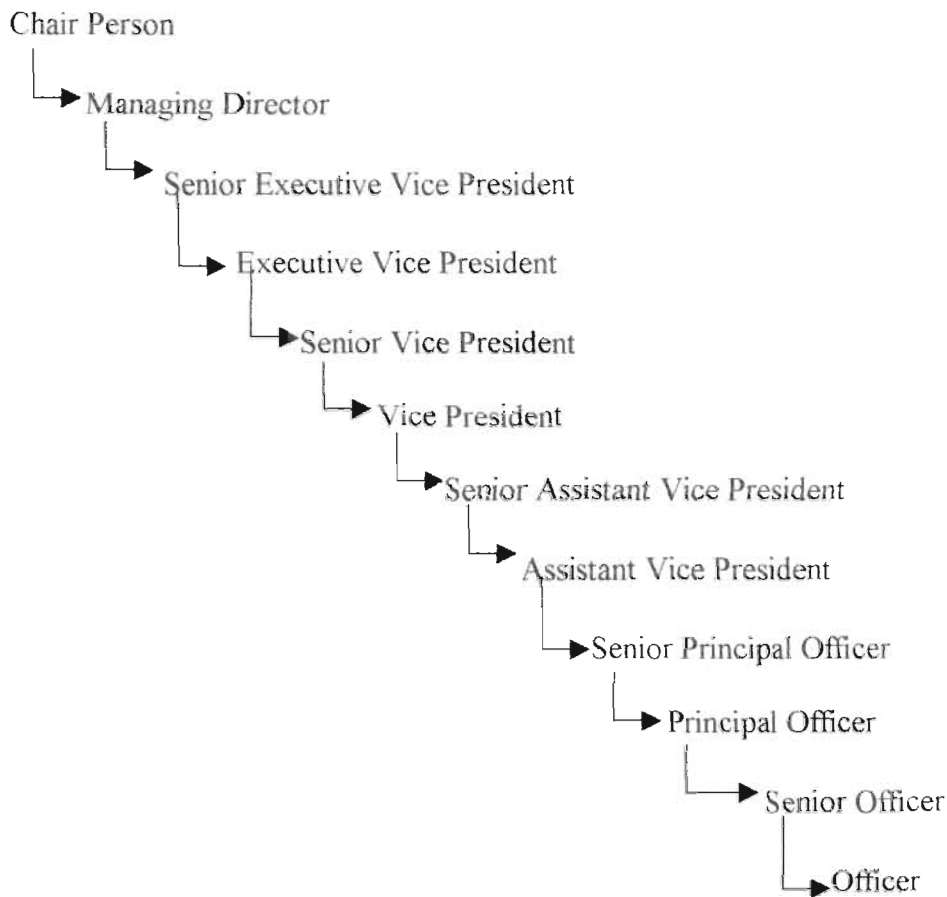 Chair Person
Managing Director
Senior Executive Vice President
Executive Vice President
Senior Vice President
Vice President
Senior Assistant Vice President
Assistant Vice President
Senior Principal Officer
Principal Officer
Senior Officer
Officer